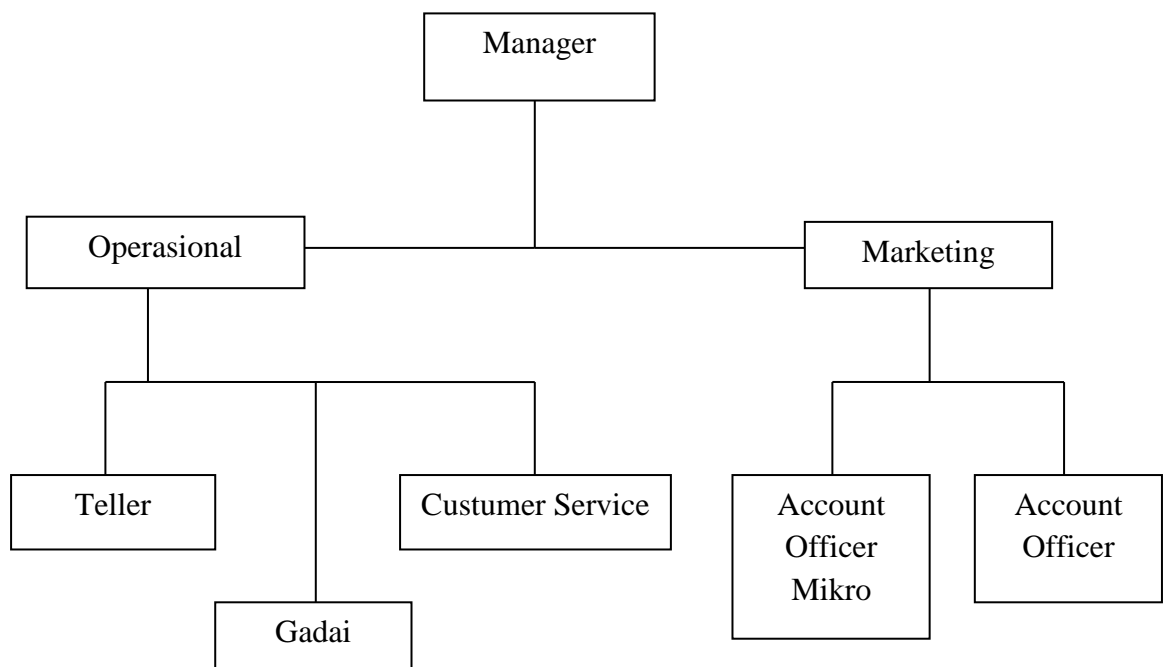 Manager
Operasional
Marketing
Teller
Custumer Service
Account
Officer
Mikro
Account
Officer
Gadai